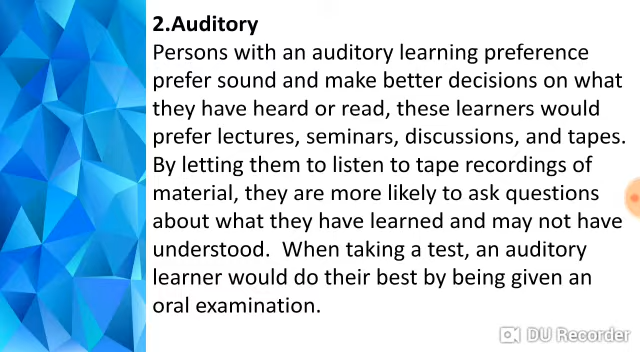 2.Auditory
Persons with an auditory learning preference
prefer sound and make better decisions on what
they have heard or read, these learners would
prefer lectures, seminars, discussions, and tapes.
By letting them to listen to tape recordings of
material, they are more likely to ask questions
about what they have learned and may not have
understood.  When taking a test, an auditory
learner would do their best by being given an
oral examination.
DU Recorder